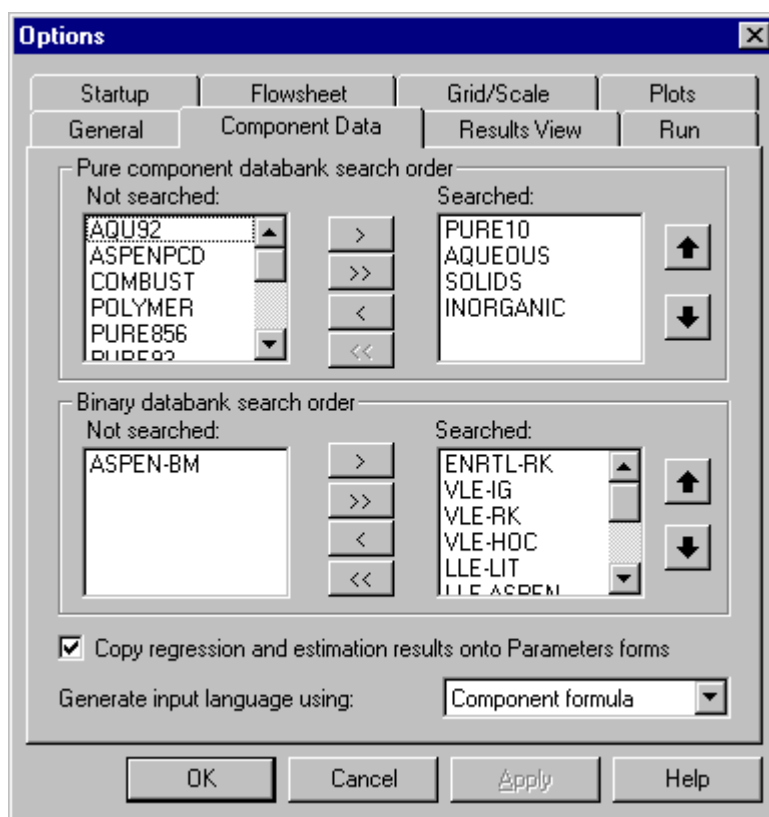 Options
Startup
Flowsheet
Grid/Scale
Plots
General
Component Data
Results View
Run
Pure component databank search order
Not searched:
AQU92
ASPENPCD
COMBUST
POLYMER
PURE856
PURE93
>
>>
<
<<
Searched:
PURE10
AQUEOUS
SOLIDS
INORGANIC
Binary databank search order
Not searched:
ASPEN-BM
>
>>
<
<<
Searched:
ENRTL-RK
VLE-IG
VLE-RK
VLE-HOC
LLE-LIT
LLE-ASPEN
Copy regression and estimation results onto Parameters forms
Generate input language using:
Component formula
OK
Cancel
Apply
Help